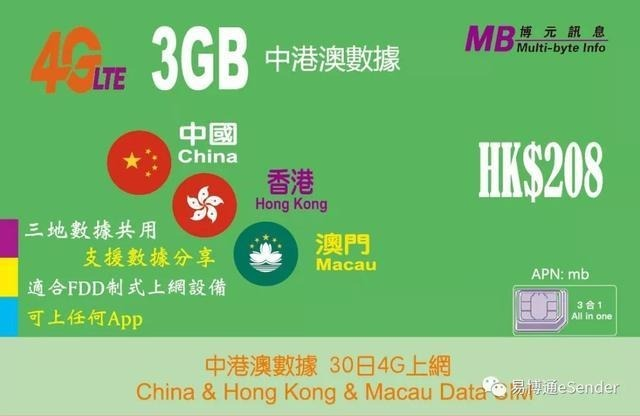 4G LTE
3GB 中港澳數據
MB 博元訊息
Multi-byte Info
中國
China
香港
Hong Kong
澳門
Macau
HK$208
三地數據共用
支援數據分享
適合FDD制式上網設備
可上任何App
APN: mb
3合1
All in one
中港澳數據 30日4G上網
China & Hong Kong & Macau Data SIM
易博通eSender